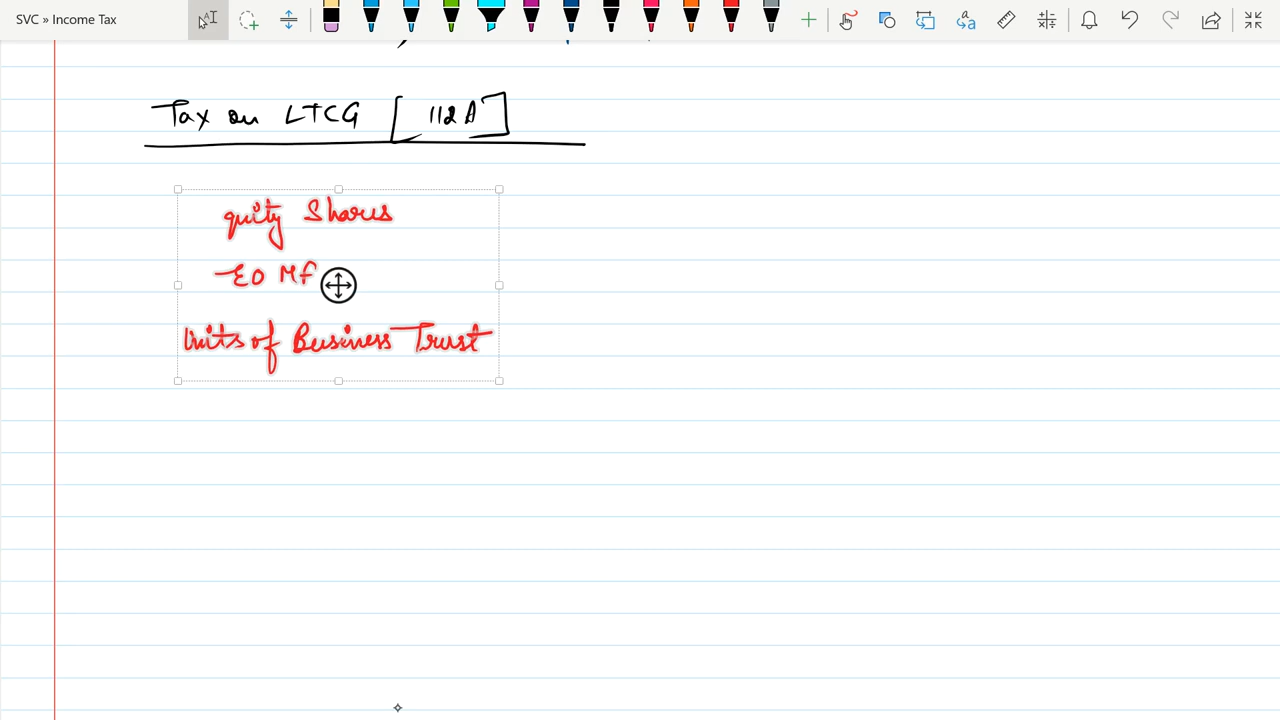 SVC » Income Tax
Tax on LTCG [112A]
quity Shares
EO MF
Units of Business Trust